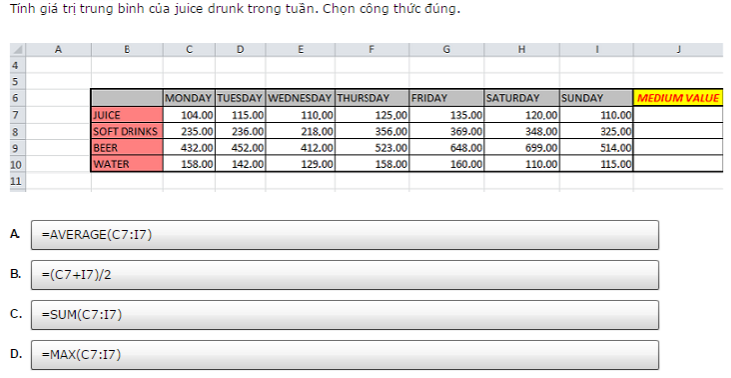 Tính giá trị trung bình của juice drunk trong tuần. Chọn công thức đúng.
A B C D E F G H I J
4
5
6 MONDAY TUESDAY WEDNESDAY THURSDAY FRIDAY SATURDAY SUNDAY MEDIUM VALUE
7 JUICE 104.00 115.00 110,00 125,00 135.00 120,00 110.00
8 SOFT DRINKS 235.00 236.00 218,00 356,00 369.00 348,00 325,00
9 BEER 432.00 452.00 412.00 523.00 648.00 699.00 514.00
10 WATER 158.00 142.00 129.00 158.00 160.00 110.00 115.00
11
A. =AVERAGE(C7:I7)
B. =(C7+I7)/2
C. =SUM(C7:I7)
D. =MAX(C7:I7)